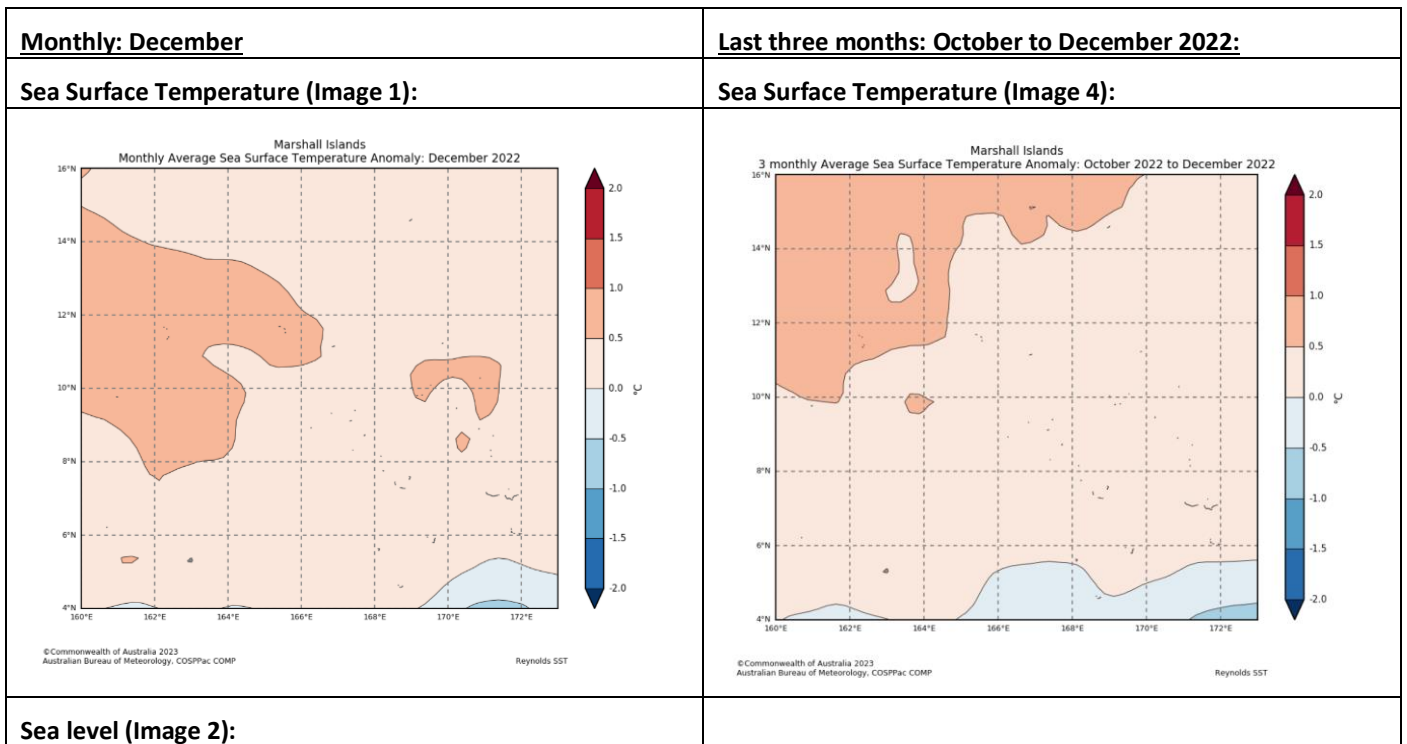 Monthly: December
Last three months: October to December 2022:
Sea Surface Temperature (Image 1):
Sea Surface Temperature (Image 4):
Marshall Islands
Monthly Average Sea Surface Temperature Anomaly: December 2022
16°N
14°N
12°N
10°N
8°N
6°N
4°N
160°E 162°E 164°E 166°E 168°E 170°E 172°E
2.0
1.5
1.0
0.5
0.0
-0.5
-1.0
-1.5
-2.0
°C
©Commonwealth of Australia 2023
Australian Bureau of Meteorology, COSPPac COMP
Reynolds SST
Marshall Islands
3 monthly Average Sea Surface Temperature Anomaly: October 2022 to December 2022
16°N
14°N
12°N
10°N
8°N
6°N
4°N
160°E 162°E 164°E 166°E 168°E 170°E 172°E
2.0
1.5
1.0
0.5
0.0
-0.5
-1.0
-1.5
-2.0
°C
©Commonwealth of Australia 2023
Australian Bureau of Meteorology, COSPPac COMP
Reynolds SST
Sea level (Image 2):